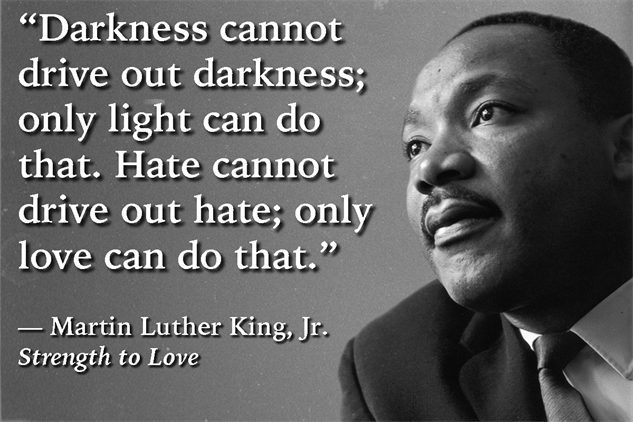 “Darkness cannot
drive out darkness;
only light can do
that. Hate cannot
drive out hate; only
love can do that.”
— Martin Luther King, Jr.
Strength to Love